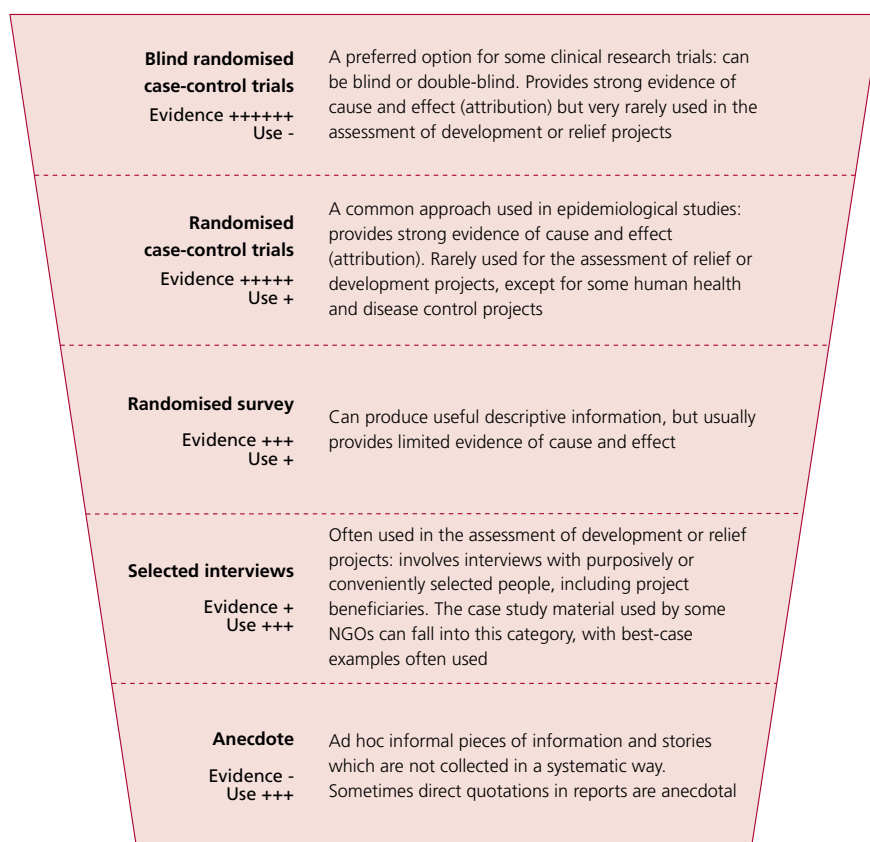 Blind randomised
case-control trials
Evidence ++++++
Use -
A preferred option for some clinical research trials: can
be blind or double-blind. Provides strong evidence of
cause and effect (attribution) but very rarely used in the
assessment of development or relief projects
Randomised
case-control trials
Evidence +++++
Use +
A common approach used in epidemiological studies:
provides strong evidence of cause and effect
(attribution). Rarely used for the assessment of relief or
development projects, except for some human health
and disease control projects
Randomised survey
Evidence +++
Use +
Can produce useful descriptive information, but usually
provides limited evidence of cause and effect
Selected interviews
Evidence +
Use +++
Often used in the assessment of development or relief
projects: involves interviews with purposively or
conveniently selected people, including project
beneficiaries. The case study material used by some
NGOs can fall into this category, with best-case
examples often used
Anecdote
Evidence -
Use +++
Ad hoc informal pieces of information and stories
which are not collected in a systematic way.
Sometimes direct quotations in reports are anecdotal